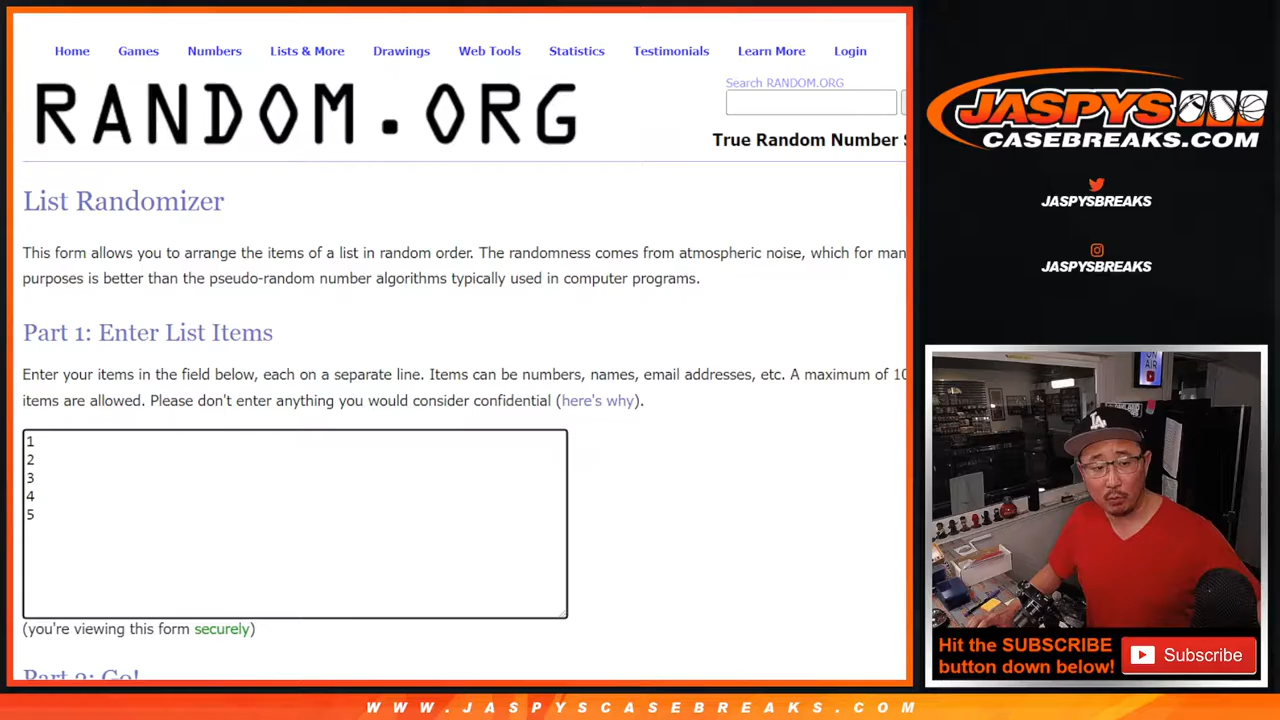 Home Games Numbers Lists & More Drawings Web Tools Statistics Testimonials Learn More Login
RANDOM.ORG
Search RANDOM.ORG
True Random Number S
List Randomizer
This form allows you to arrange the items of a list in random order. The randomness comes from atmospheric noise, which for man
purposes is better than the pseudo-random number algorithms typically used in computer programs.
Part 1: Enter List Items
Enter your items in the field below, each on a separate line. Items can be numbers, names, email addresses, etc. A maximum of 10
items are allowed. Please don't enter anything you would consider confidential (here's why).
1
2
3
4
5
(you're viewing this form securely)
Part 2: Go!
JASPYS
CASEBREAKS.COM
JASPYSBREAKS
JASPYSBREAKS
ON
AIR
LA
Hit the SUBSCRIBE
button down below!
Subscribe
WWW.JASPYSCASEBREAKS.COM